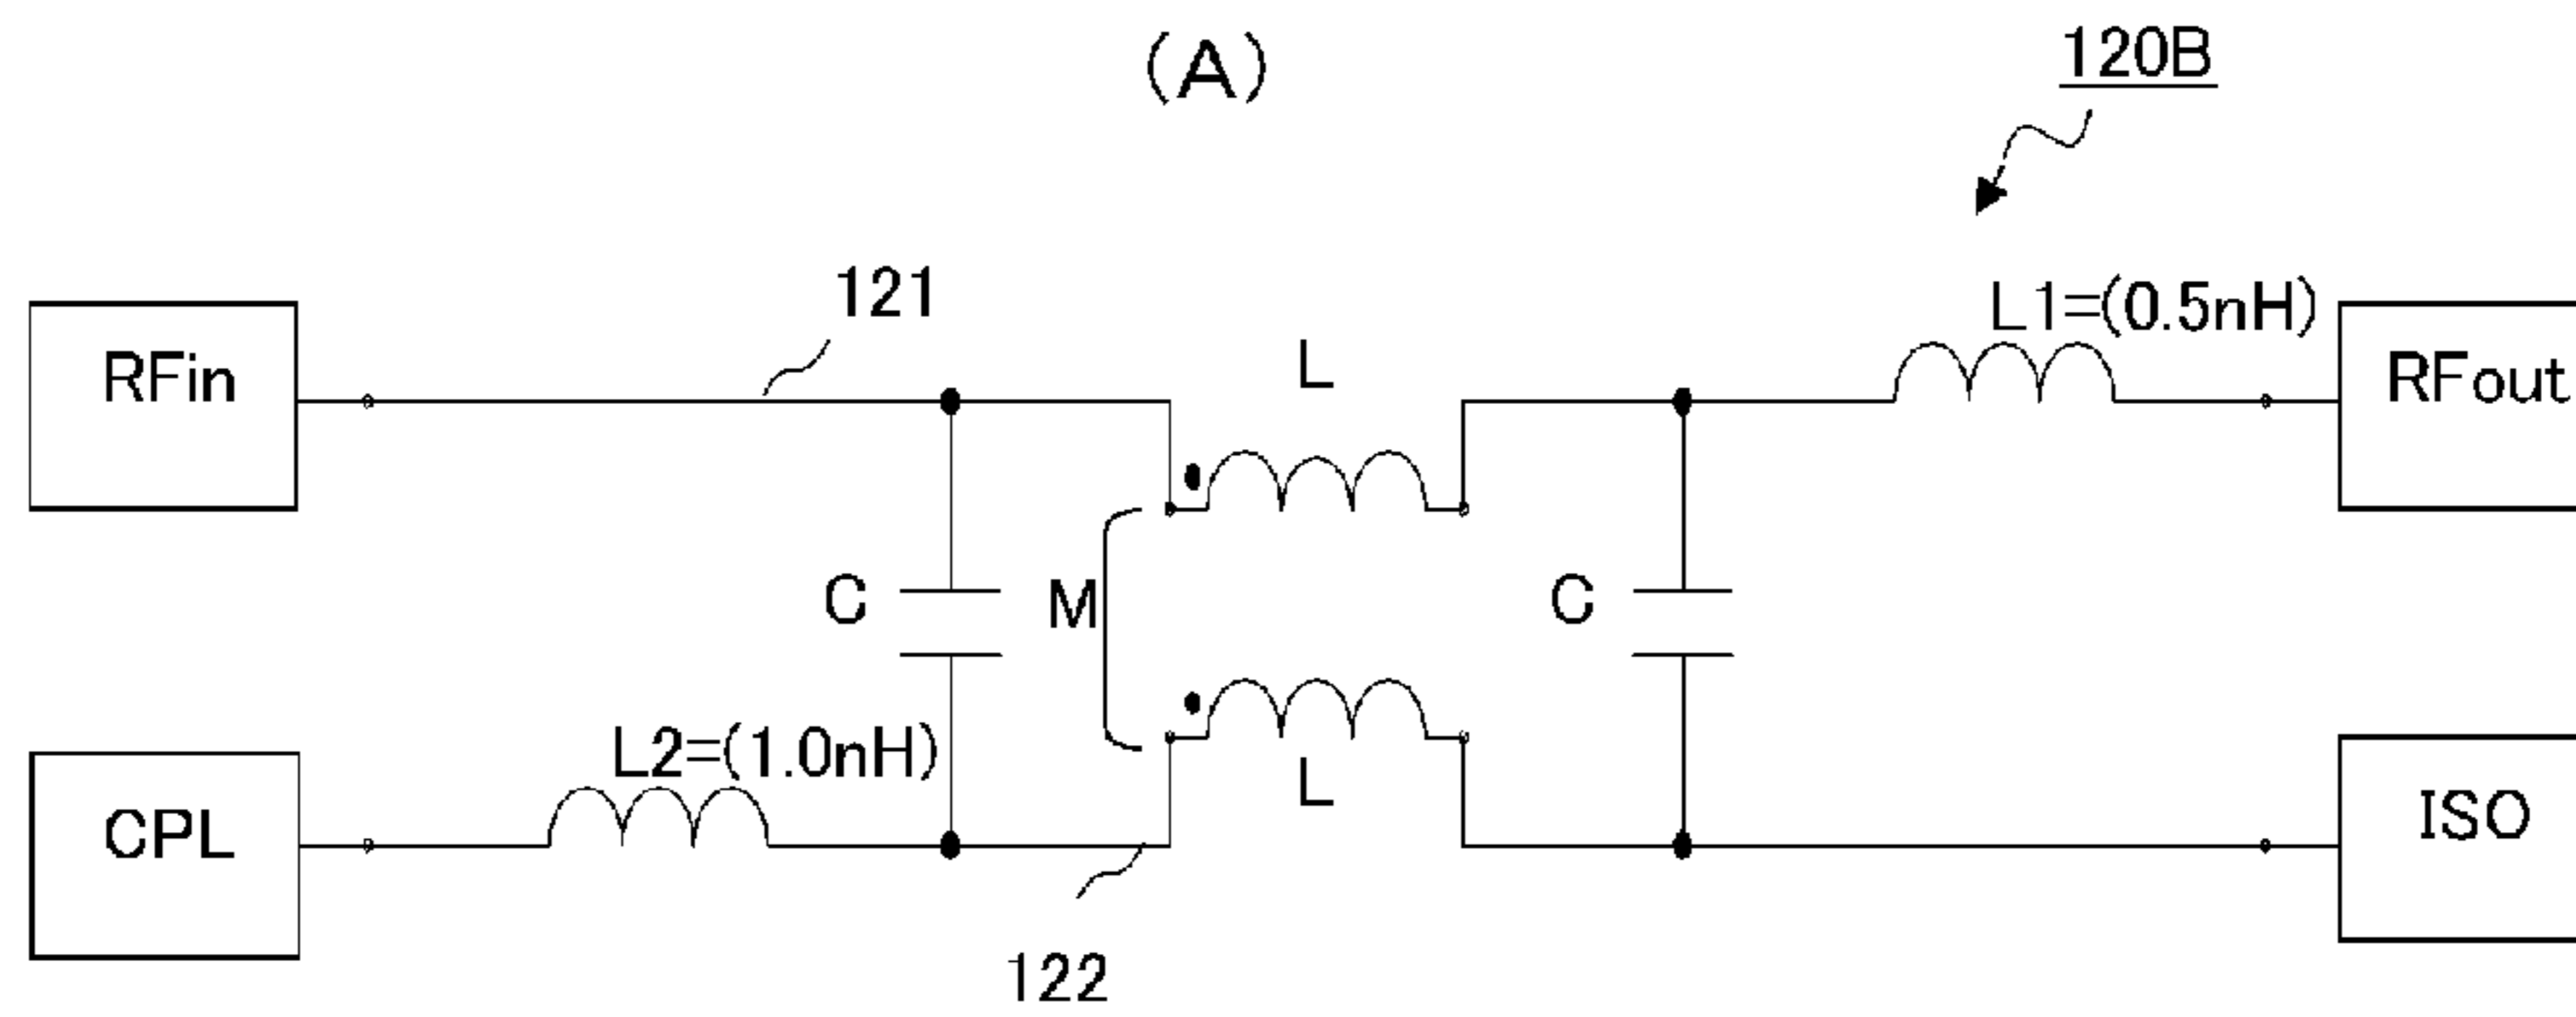 (A)
120B
121
L1=(0.5nH)
RFin
L
RFout
C
M
C
L2=(1.0nH)
L
CPL
ISO
122